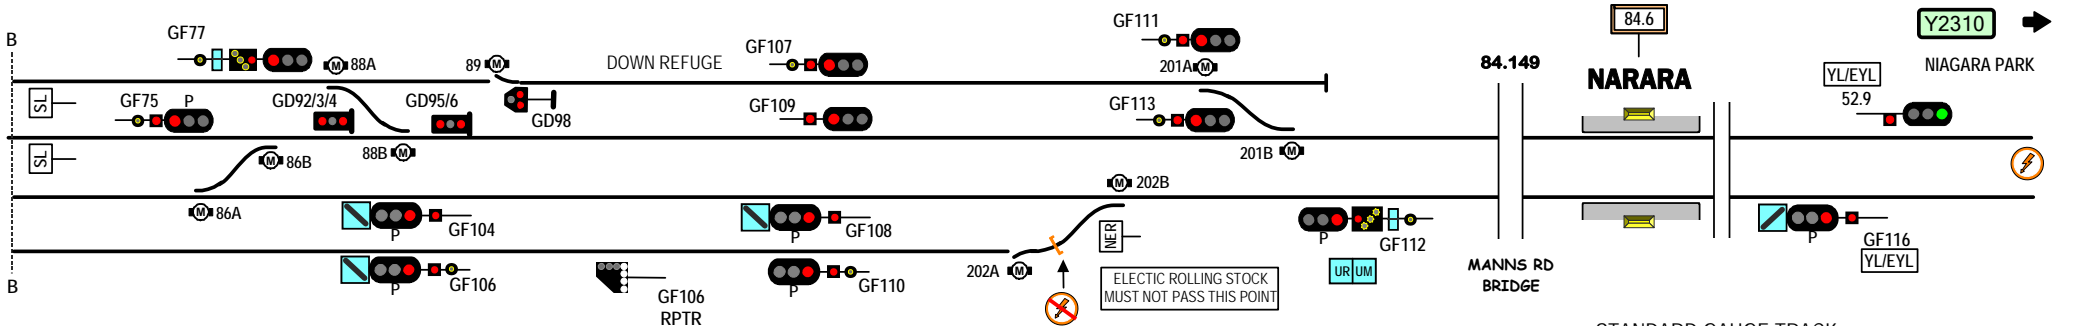 B
GF77
M
88A
89
M
DOWN REFUGE
GF107
GF111
201A
M
84.149
84.6
NARARA
Y2310
NIAGARA PARK
YL/EYL
52.9
SL
GF75
P
GD92/3/4
GD95/6
GD98
GF109
GF113
SL
M
86B
88B
M
201B
M
M
86A
GF104
P
GF108
P
M
202B
NER
GF112
P
UR
UM
GF116
P
YL/EYL
B
GF106
P
GF106
RPTR
GF110
P
202A
M
ELECTIC ROLLING STOCK
MUST NOT PASS THIS POINT
MANNS RD
BRIDGE
STANDARD GAUGE TRACK